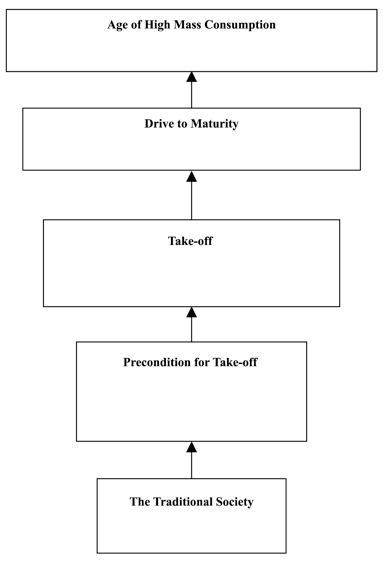 Age of High Mass Consumption
Drive to Maturity
Take-off
Precondition for Take-off
The Traditional Society